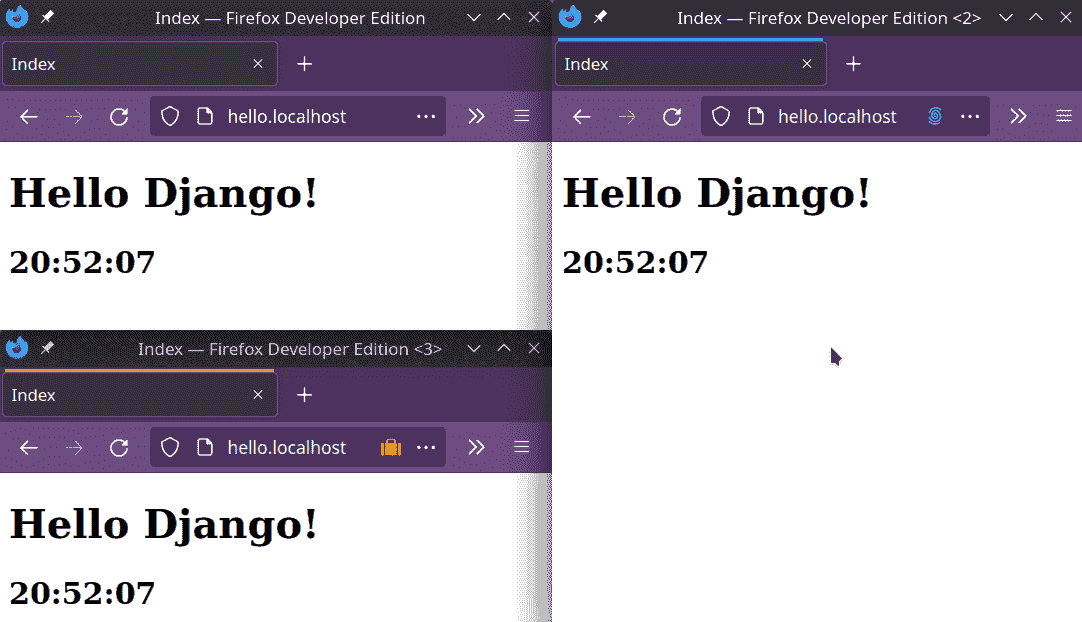 Index — Firefox Developer Edition
Index
hello.localhost
Hello Django!
20:52:07
Index — Firefox Developer Edition <2>
Index
hello.localhost
Hello Django!
20:52:07
Index — Firefox Developer Edition <3>
Index
hello.localhost
Hello Django!
20:52:07